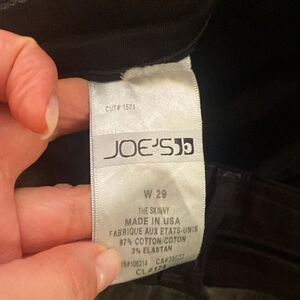 CUT# 1571
JOE'S
W 29
THE SKINNY
MADE IN USA
FABRIQUE AUX ETATS-UNIS
97% COTTON/COTON
3% ELASTAN